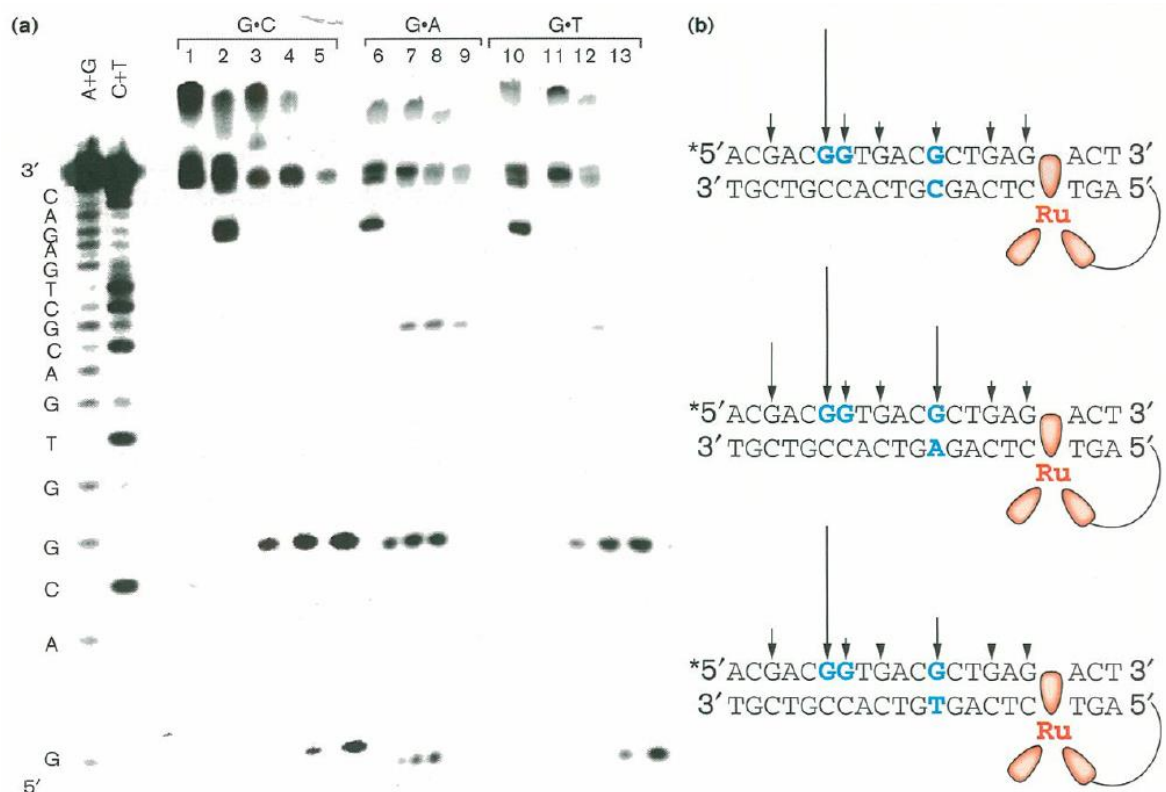 (a)
G•C G•A G•T
1 2 3 4 5 6 7 8 9 10 11 12 13
A+G
C+T
3′
C
A
G
A
G
T
C
G
C
A
G
T
G
G
C
A
G
5′
(b)
*5′ACGACGGTGACGCTGAG ACT 3′
3′ TGCTGCCACTGCGACTC TGA 5′
Ru
*5′ACGACGGTGACGCTGAG ACT 3′
3′ TGCTGCCACTGAGACTC TGA 5′
Ru
*5′ACGACGGTGACGCTGAG ACT 3′
3′ TGCTGCCACTGTGACTC TGA 5′
Ru